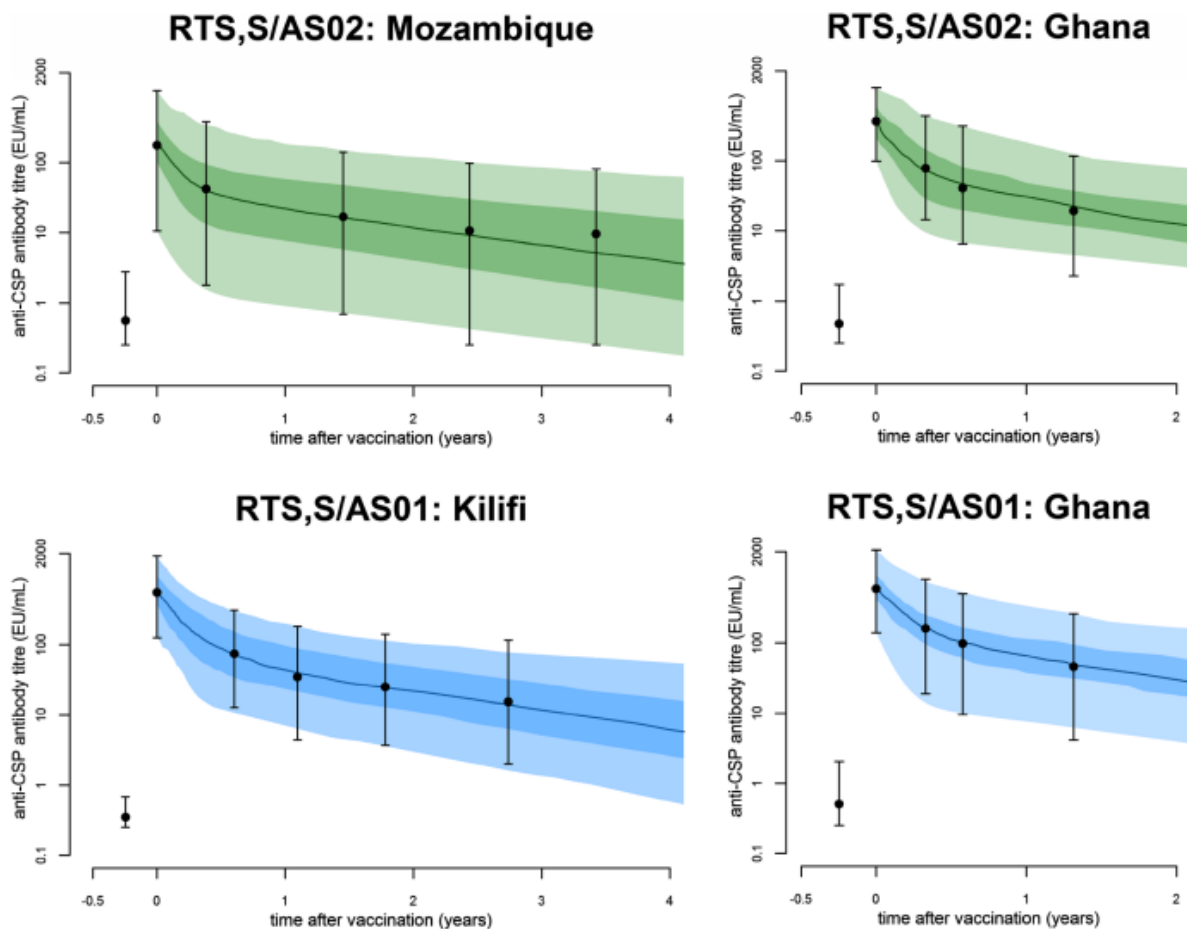 RTS,S/AS02: Mozambique
anti-CSP antibody titre (EU/mL)
2000
100
10
1
0.1
-0.5 0 1 2 3 4
time after vaccination (years)
RTS,S/AS02: Ghana
anti-CSP antibody titre (EU/mL)
2000
100
10
1
0.1
-0.5 0 1 2
time after vaccination (years)
RTS,S/AS01: Kilifi
anti-CSP antibody titre (EU/mL)
2000
100
10
1
0.1
-0.5 0 1 2 3 4
time after vaccination (years)
RTS,S/AS01: Ghana
anti-CSP antibody titre (EU/mL)
2000
100
10
1
0.1
-0.5 0 1 2
time after vaccination (years)